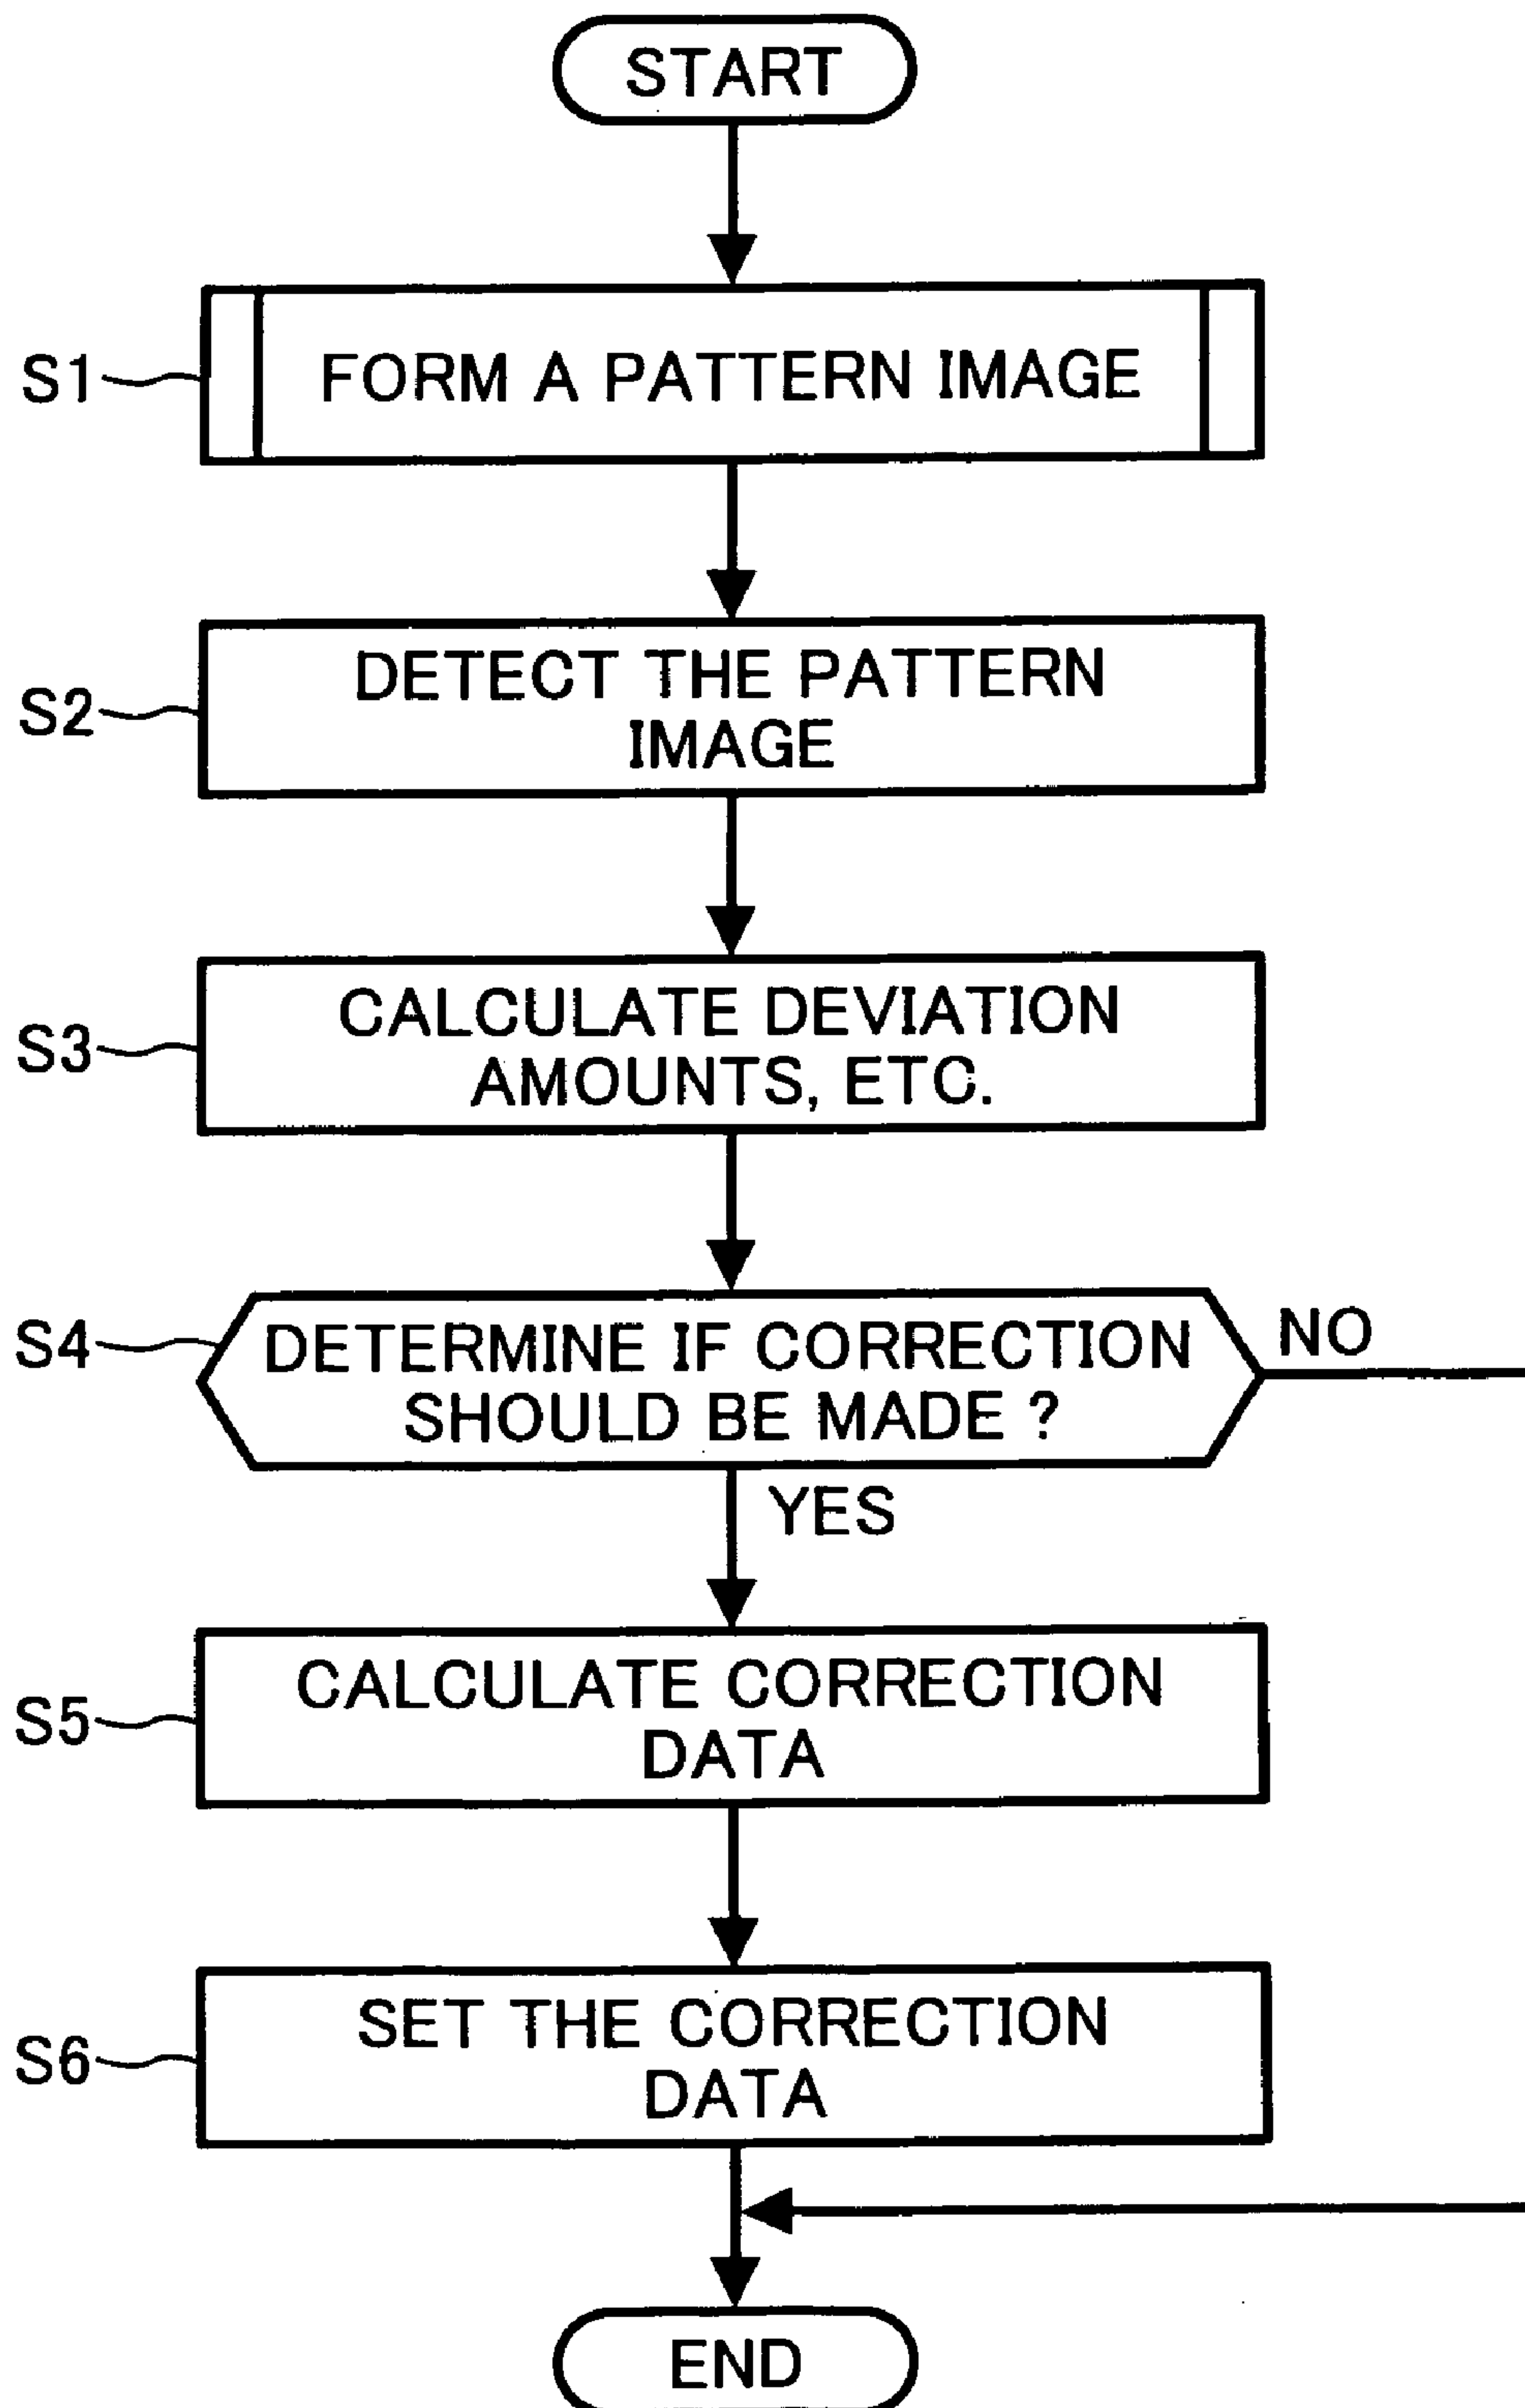 START
S1
FORM A PATTERN IMAGE
S2
DETECT THE PATTERN
IMAGE
S3
CALCULATE DEVIATION
AMOUNTS, ETC.
S4
DETERMINE IF CORRECTION
SHOULD BE MADE ?
NO
YES
S5
CALCULATE CORRECTION
DATA
S6
SET THE CORRECTION
DATA
END